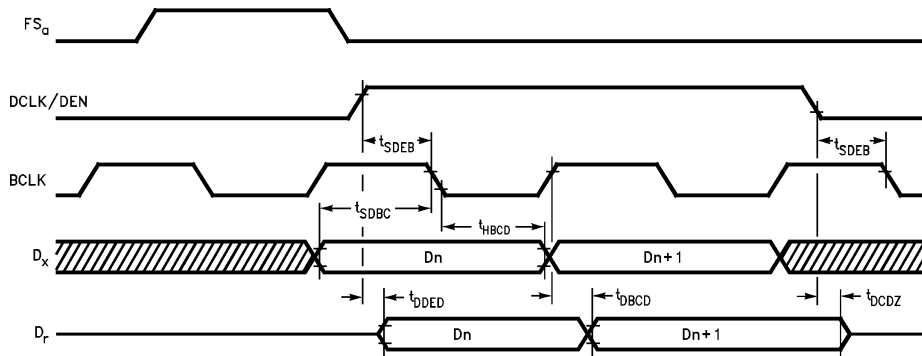 FSa
DCLK/DEN
tSDEB
tSDEB
BCLK
tSDBC
tHBCD
Dx
Dn
Dn+1
tDDED
tDBCD
tDCDZ
Dr
Dn
Dn+1